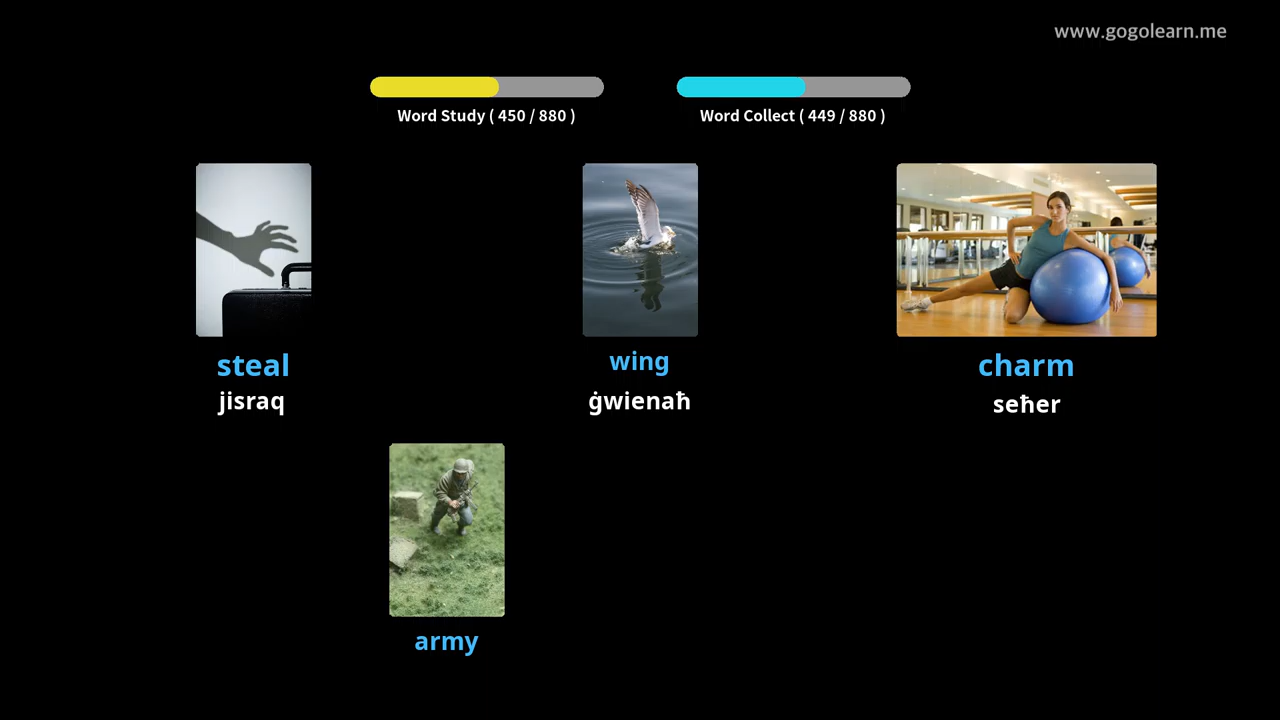 www.gogolearn.me
Word Study ( 450 / 880 )
Word Collect ( 449 / 880 )
steal
jisraq
wing
ġwienaħ
charm
seħer
army